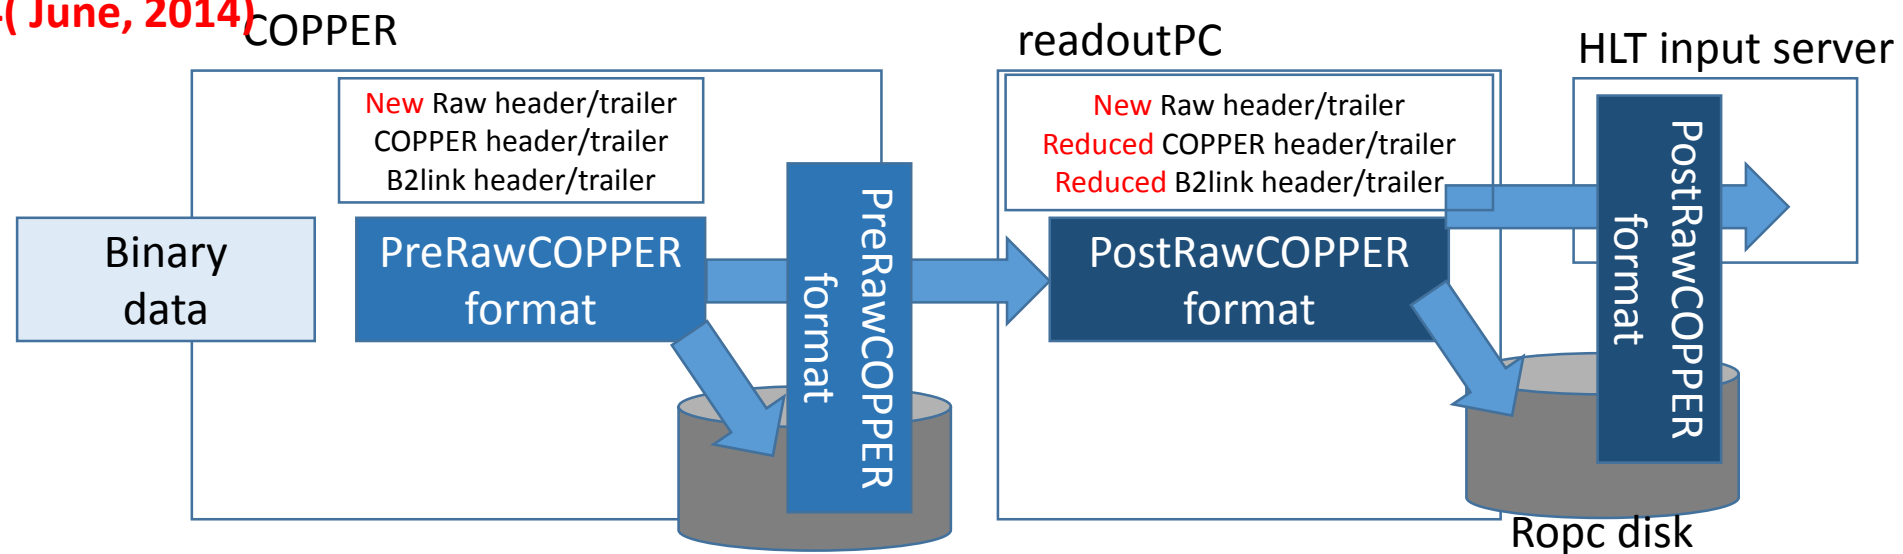 ( June, 2014)
COPPER
readoutPC
HLT input server
New Raw header/trailer
COPPER header/trailer
B2link header/trailer
New Raw header/trailer
Reduced COPPER header/trailer
Reduced B2link header/trailer
Binary
data
PreRawCOPPER
format
PreRawCOPPER
format
PostRawCOPPER
format
PostRawCOPPER
format
Ropc disk